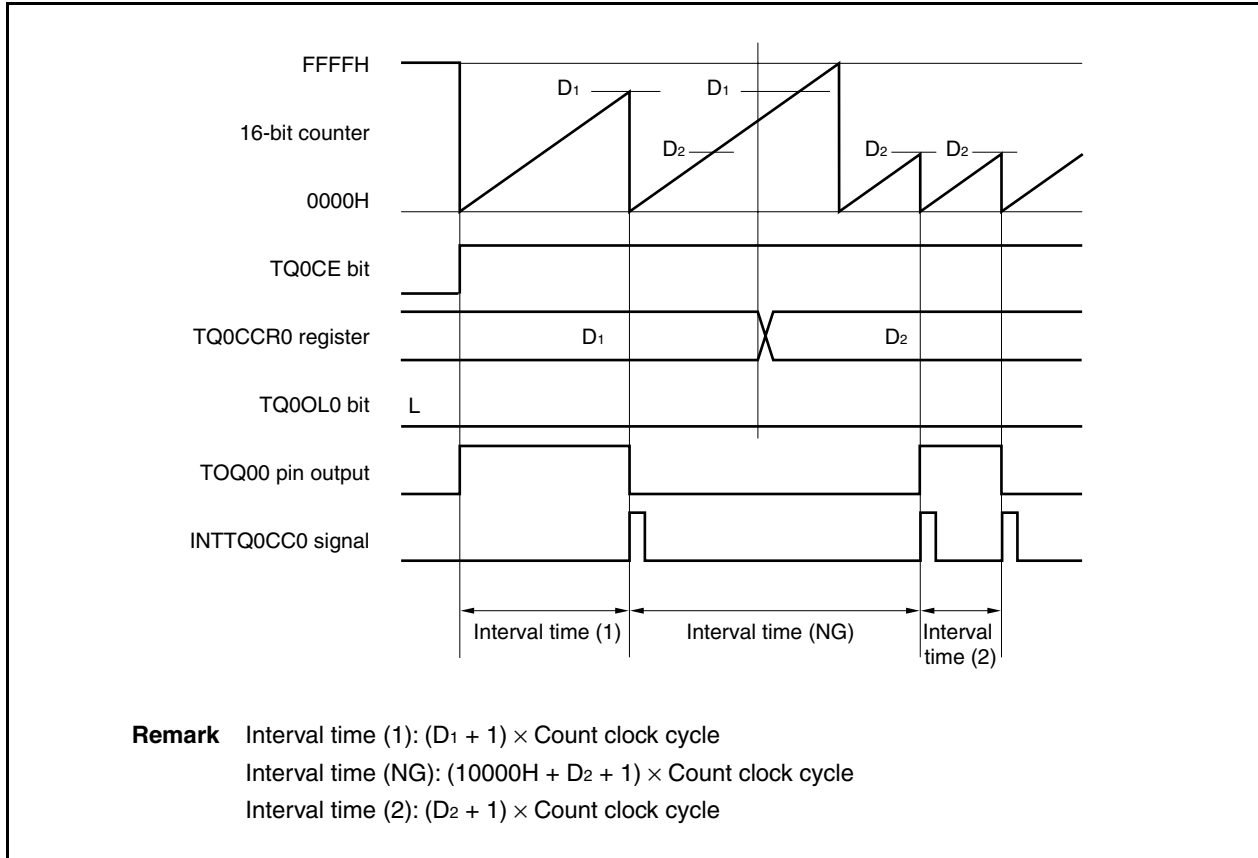 FFFFH
D1
D1
16-bit counter
D2
D2
D2
0000H
TQ0CE bit
TQ0CCR0 register
D1
D2
TQ0OL0 bit
L
TOQ00 pin output
INTTQ0CC0 signal
Interval time (1)
Interval time (NG)
Interval
time (2)
Remark Interval time (1): (D1 + 1) × Count clock cycle
Interval time (NG): (10000H + D2 + 1) × Count clock cycle
Interval time (2): (D2 + 1) × Count clock cycle